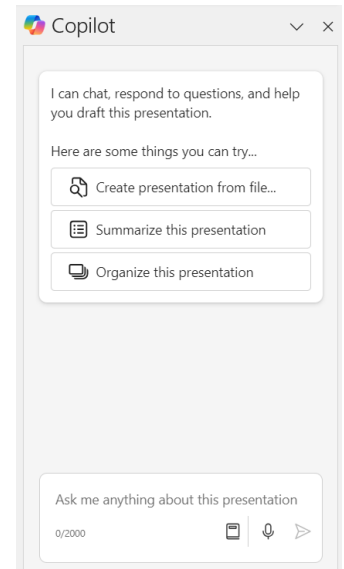 Copilot
I can chat, respond to questions, and help
you draft this presentation.
Here are some things you can try...
Create presentation from file...
Summarize this presentation
Organize this presentation
Ask me anything about this presentation
0/2000